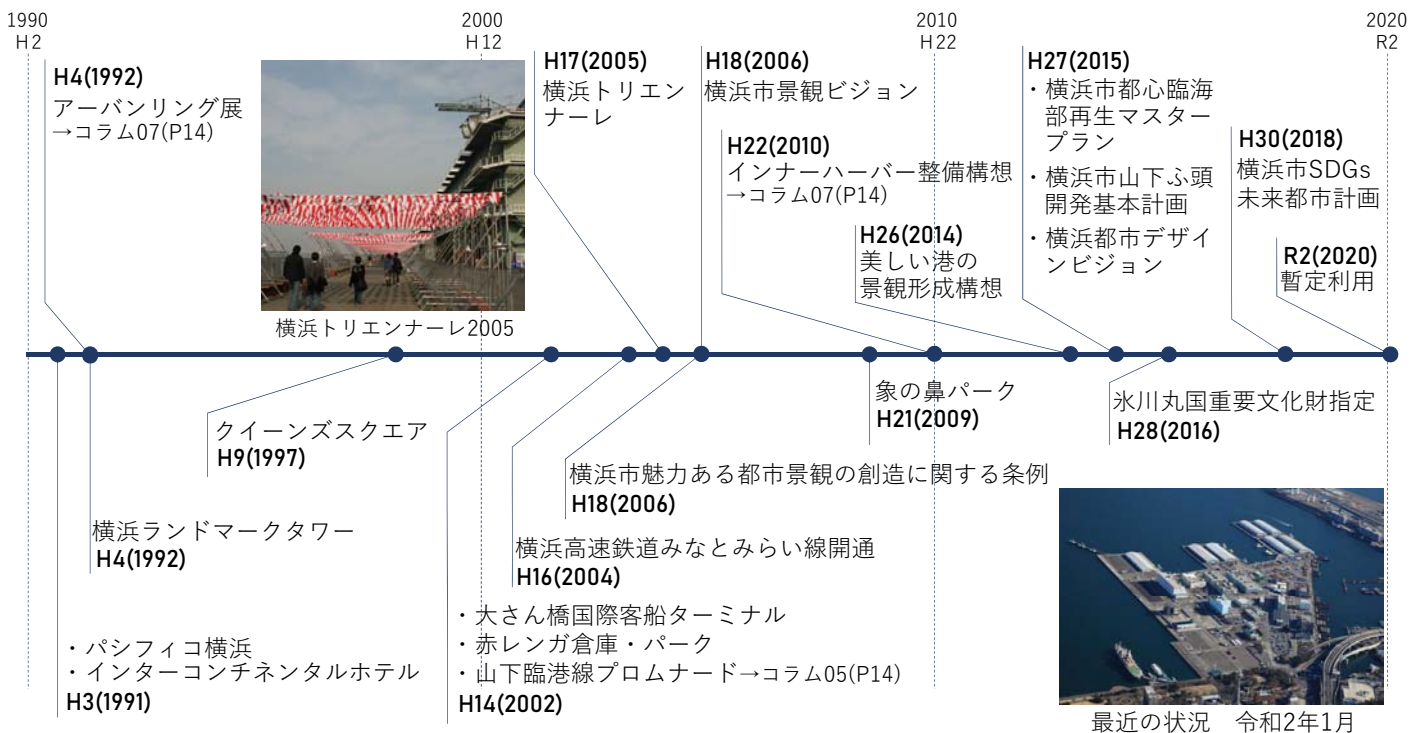 1990
H2
2000
H12
2010
H22
2020
R2
H4(1992)
アーバンリング展
→コラム07(P14)
横浜トリエンナーレ2005
H17(2005)
横浜トリエン
ナーレ
H18(2006)
横浜市景観ビジョン
H22(2010)
インナーハーバー整備構想
→コラム07(P14)
H26(2014)
美しい港の
景観形成構想
H27(2015)
・横浜市都心臨海
部再生マスター
プラン
・横浜市山下ふ頭
開発基本計画
・横浜都市デザイ
ンビジョン
H30(2018)
横浜市SDGs
未来都市計画
R2(2020)
暫定利用
クイーンズスクエア
H9(1997)
横浜ランドマークタワー
H4(1992)
・パシフィコ横浜
・インターコンチネンタルホテル
H3(1991)
象の鼻パーク
H21(2009)
横浜市魅力ある都市景観の創造に関する条例
H18(2006)
横浜高速鉄道みなとみらい線開通
H16(2004)
・大さん橋国際客船ターミナル
・赤レンガ倉庫・パーク
・山下臨港線プロムナード→コラム05(P14)
H14(2002)
氷川丸国重要文化財指定
H28(2016)
最近の状況　令和2年1月